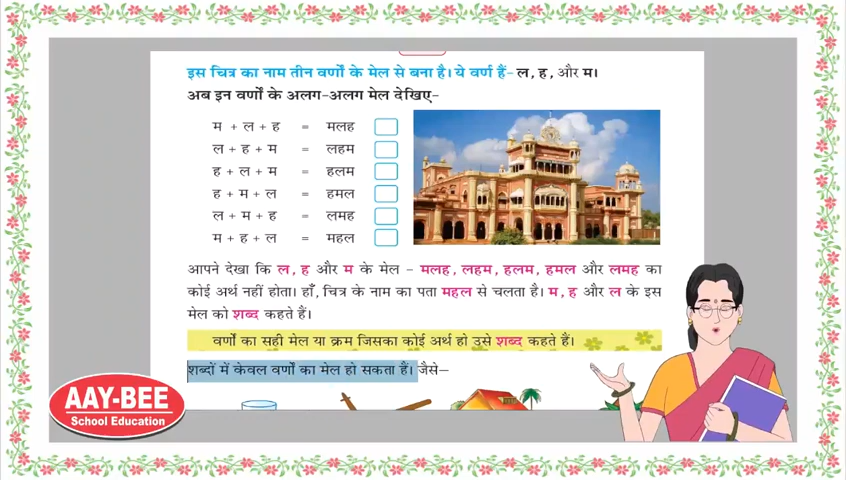 इस चित्र का नाम तीन वर्णों के मेल से बना है। ये वर्ण हैं- ल, ह, और म।
अब इन वर्णों के अलग-अलग मेल देखिए-
म + ल + ह = मलह
ल + ह + म = लहम
ह + ल + म = हलम
ह + म + ल = हमल
ल + म + ह = लमह
म + ह + ल = महल
आपने देखा कि ल, ह और म के मेल - मलह, लहम, हलम, हमल और लमह का
कोई अर्थ नहीं होता। हाँ, चित्र के नाम का पता महल से चलता है। म, ह और ल के इस
मेल को शब्द कहते हैं।
वर्णों का सही मेल या क्रम जिसका कोई अर्थ हो उसे शब्द कहते हैं।
शब्दों में केवल वर्णों का मेल हो सकता हैं। जैसे—
AAY-BEE
School Education